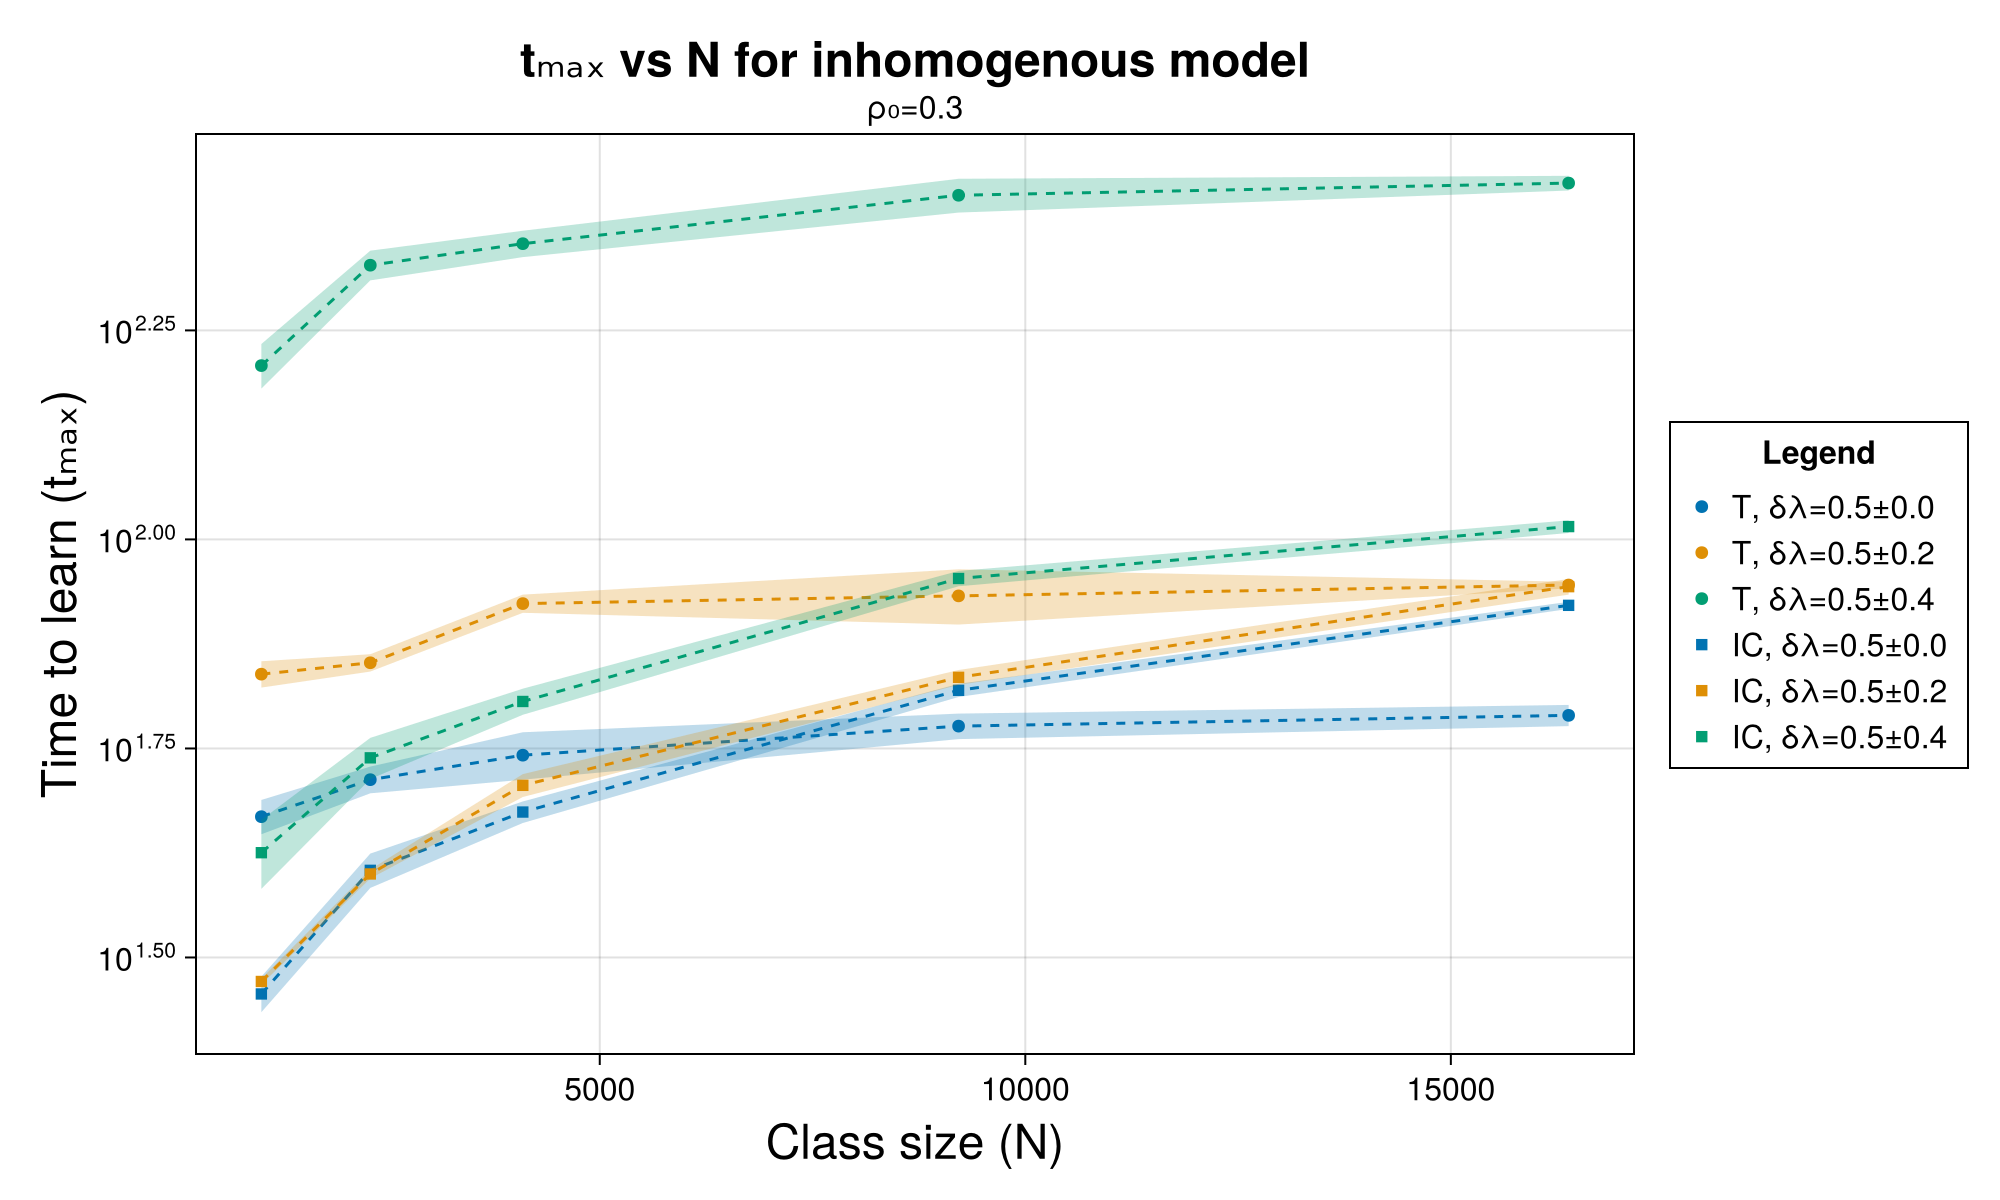 tₘₐₓ vs N for inhomogenous model
ρ₀=0.3
Time to learn (tₘₐₓ)
10^2.25
10^2.00
10^1.75
10^1.50
5000
10000
15000
Class size (N)
Legend
T, δλ=0.5±0.0
T, δλ=0.5±0.2
T, δλ=0.5±0.4
IC, δλ=0.5±0.0
IC, δλ=0.5±0.2
IC, δλ=0.5±0.4